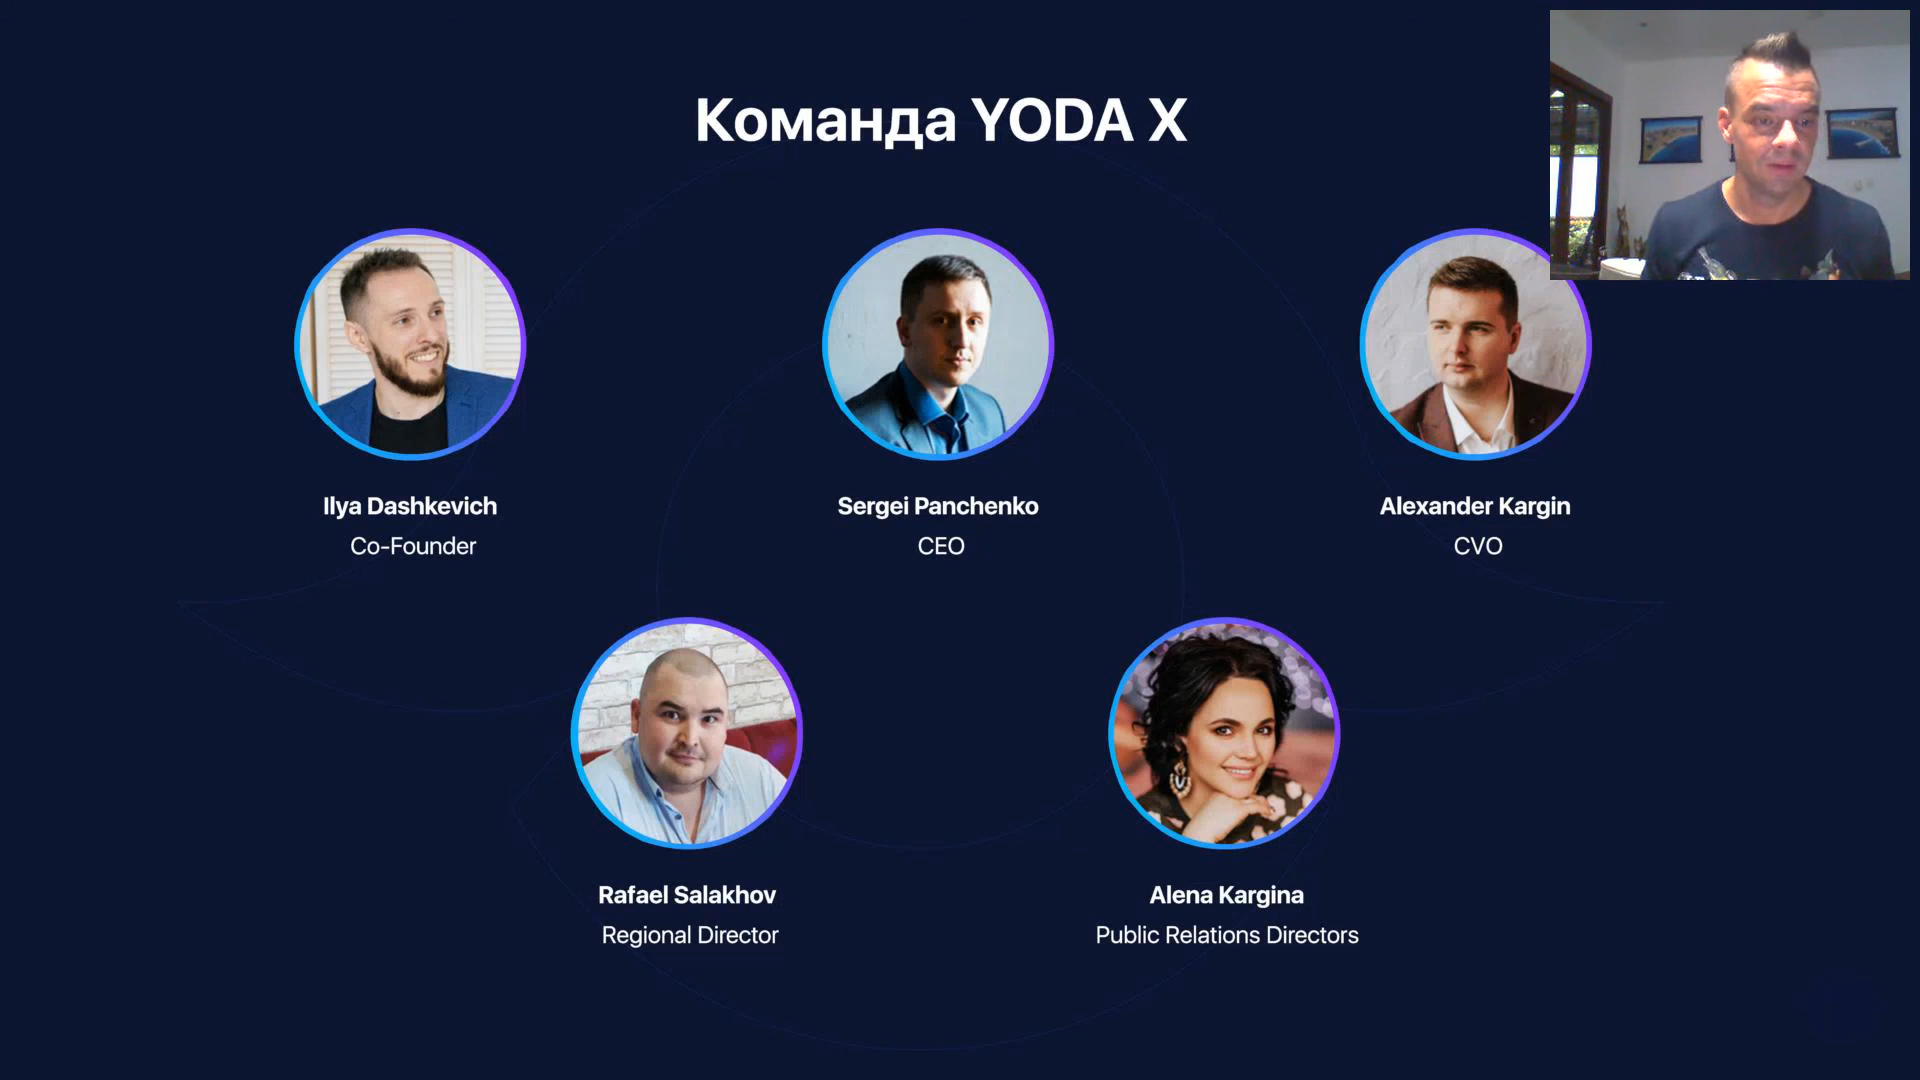 Команда YODA X
Ilya Dashkevich
Co-Founder
Sergei Panchenko
CEO
Alexander Kargin
CVO
Rafael Salakhov
Regional Director
Alena Kargina
Public Relations Directors